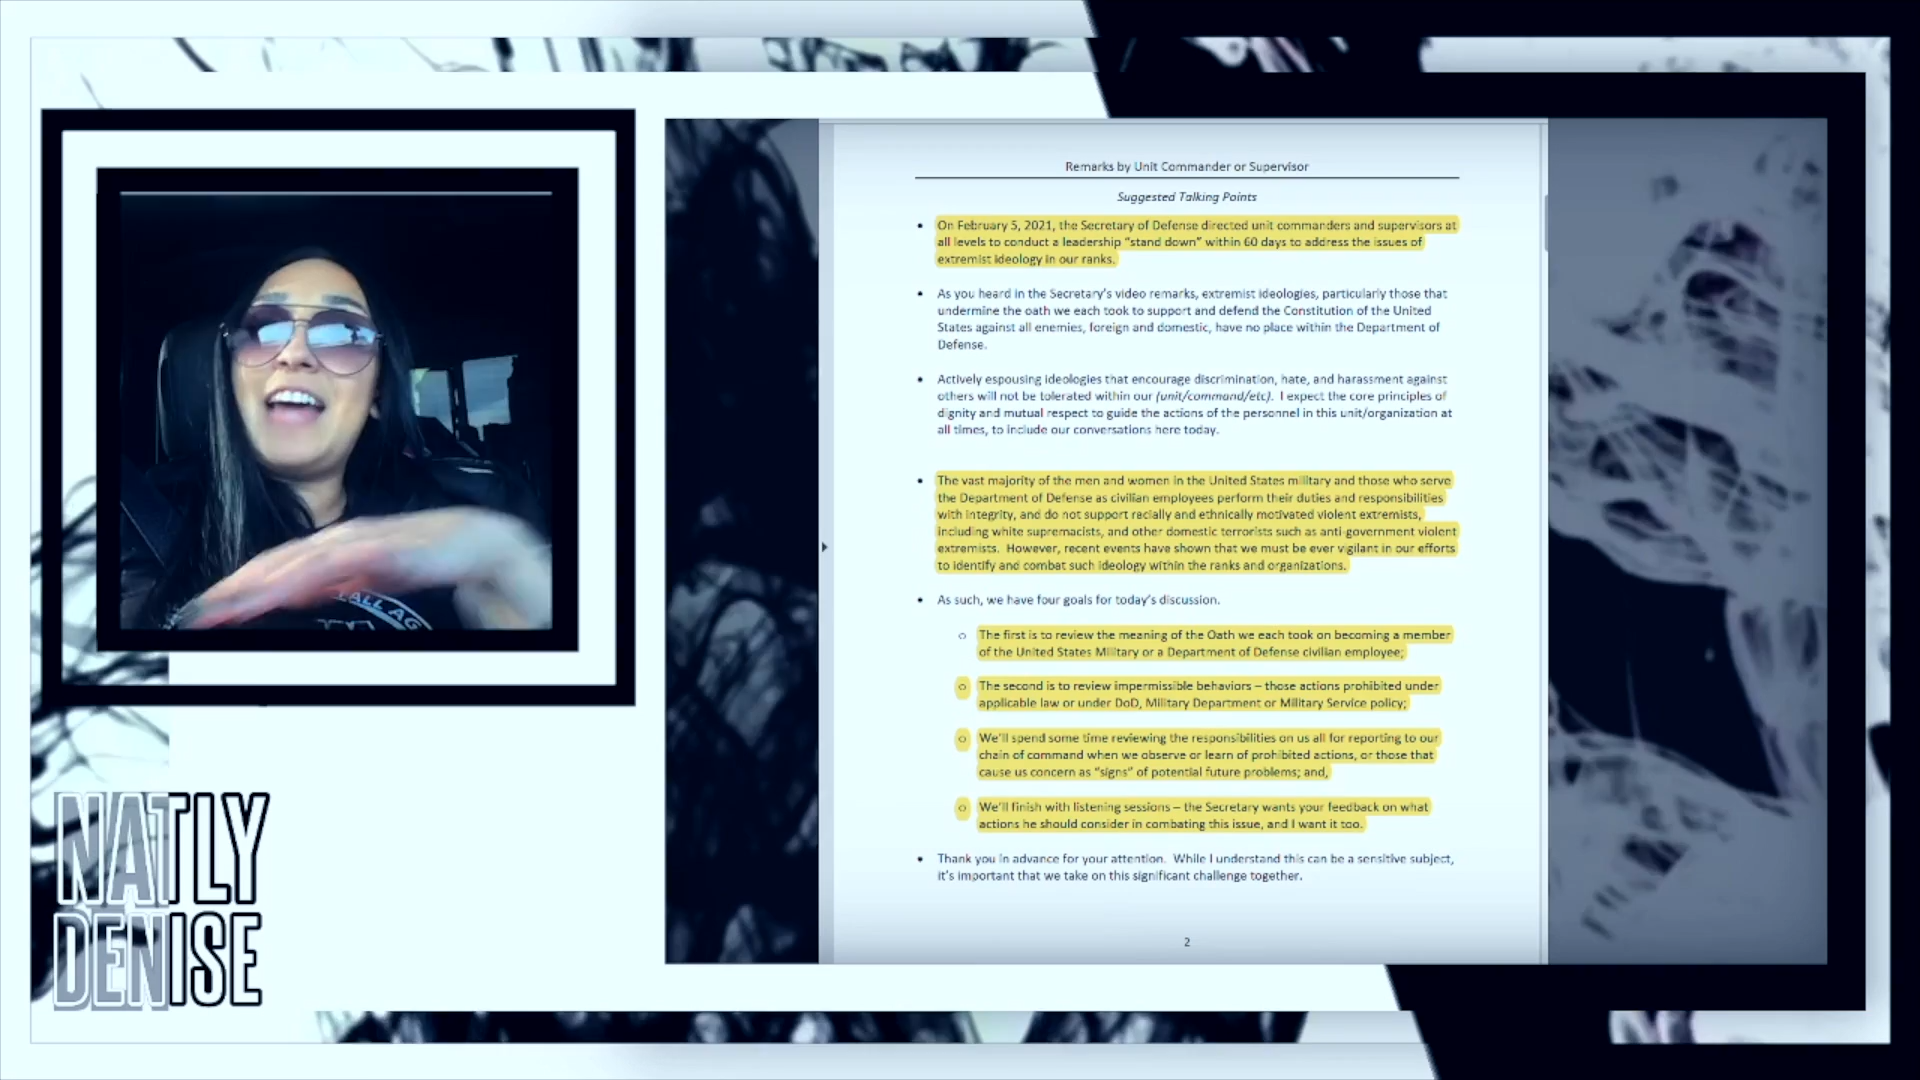 Remarks by Unit Commander or Supervisor
Suggested Talking Points
• On February 5, 2021, the Secretary of Defense directed unit commanders and supervisors at
all levels to conduct a leadership “stand down” within 60 days to address the issues of
extremist ideology in our ranks.
• As you heard in the Secretary’s video remarks, extremist ideologies, particularly those that
undermine the oath we each took to support and defend the Constitution of the United
States against all enemies, foreign and domestic, have no place within the Department of
Defense.
• Actively espousing ideologies that encourage discrimination, hate, and harassment against
others will not be tolerated within our (unit/command/etc). I expect the core principles of
dignity and mutual respect to guide the actions of the personnel in this unit/organization at
all times, to include our conversations here today.
• The vast majority of the men and women in the United States military and those who serve
the Department of Defense as civilian employees perform their duties and responsibilities
with integrity, and do not support racially and ethnically motivated violent extremists,
including white supremacists, and other domestic terrorists such as anti-government violent
extremists. However, recent events have shown that we must be ever vigilant in our efforts
to identify and combat such ideology within the ranks and organizations.
• As such, we have four goals for today’s discussion.
○ The first is to review the meaning of the Oath we each took on becoming a member
of the United States Military or a Department of Defense civilian employee;
○ The second is to review impermissible behaviors – those actions prohibited under
applicable law or under DoD, Military Department or Military Service policy;
○ We’ll spend some time reviewing the responsibilities on us all for reporting to our
chain of command when we observe or learn of prohibited actions, or those that
cause us concern as “signs” of potential future problems; and,
○ We’ll finish with listening sessions – the Secretary wants your feedback on what
actions he should consider in combating this issue, and I want it too.
• Thank you in advance for your attention. While I understand this can be a sensitive subject,
it’s important that we take on this significant challenge together.
2
ALL AG
NATLY
DENISE